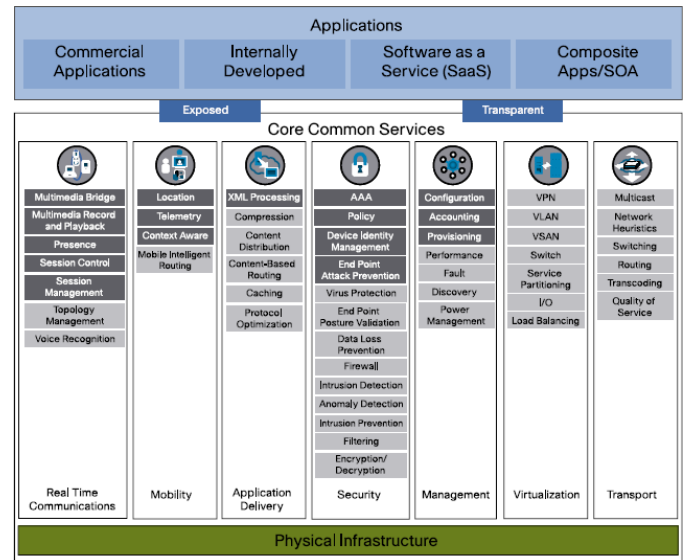 Applications
Commercial
Applications
Internally
Developed
Software as a
Service (SaaS)
Composite
Apps/SOA
Exposed
Transparent
Core Common Services
Multimedia Bridge
Multimedia Record
and Playback
Presence
Session Control
Session
Management
Topology
Management
Voice Recognition
Real Time
Communications
Location
Telemetry
Context Aware
Mobile Intelligent
Routing
Mobility
XML Processing
Compression
Content
Distribution
Content-Based
Routing
Caching
Protocol
Optimization
Application
Delivery
AAA
Policy
Device Identity
Management
End Point
Attack Prevention
Virus Protection
End Point
Posture Validation
Data Loss
Prevention
Firewall
Intrusion Detection
Anomaly Detection
Intrusion Prevention
Filtering
Encryption/
Decryption
Security
Configuration
Accounting
Provisioning
Performance
Fault
Discovery
Power
Management
Management
VPN
VLAN
VSAN
Switch
Service
Partitioning
I/O
Load Balancing
Virtualization
Multicast
Network
Heuristics
Switching
Routing
Transcoding
Quality of
Service
Transport
Physical Infrastructure